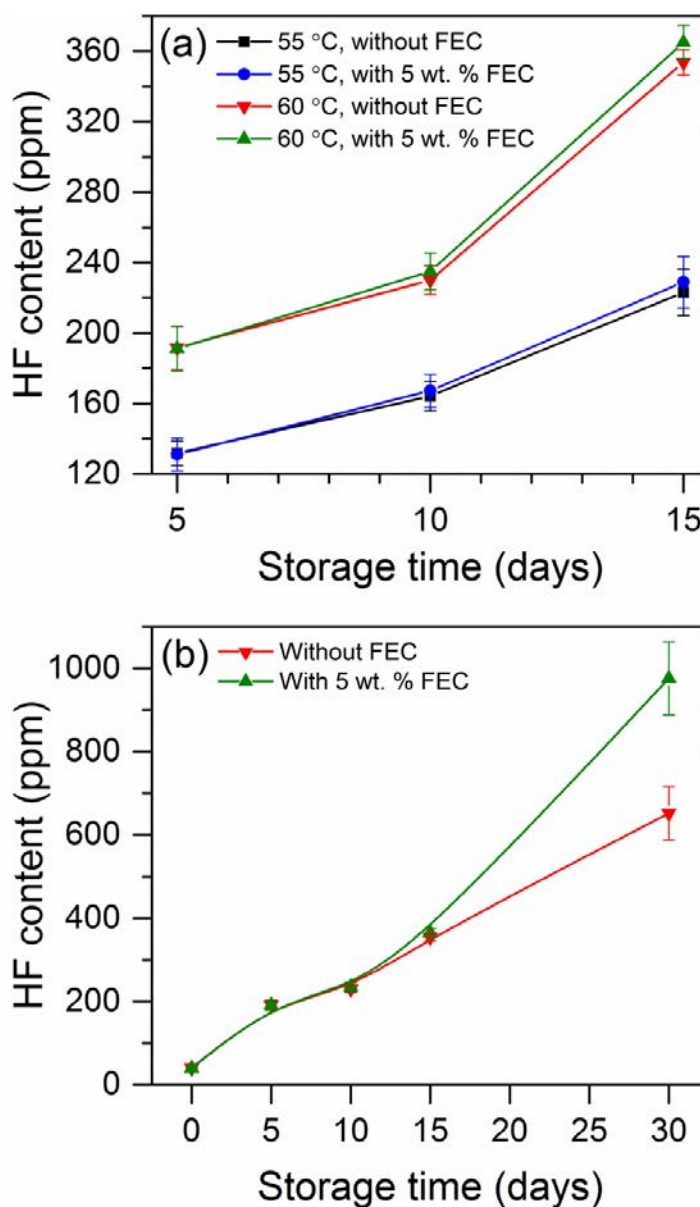 (a)
55 °C, without FEC
55 °C, with 5 wt. % FEC
60 °C, without FEC
60 °C, with 5 wt. % FEC
360
320
280
240
200
160
120
HF content (ppm)
5
10
15
Storage time (days)
(b)
Without FEC
With 5 wt. % FEC
1000
800
600
400
200
0
HF content (ppm)
0
5
10
15
20
25
30
Storage time (days)